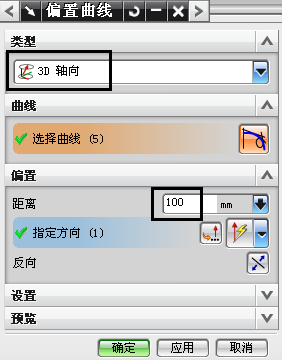 偏置曲线
类型
3D 轴向
曲线
选择曲线 (5)
偏置
距离 100 mm
指定方向 (1)
反向
设置
预览
确定 应用 取消